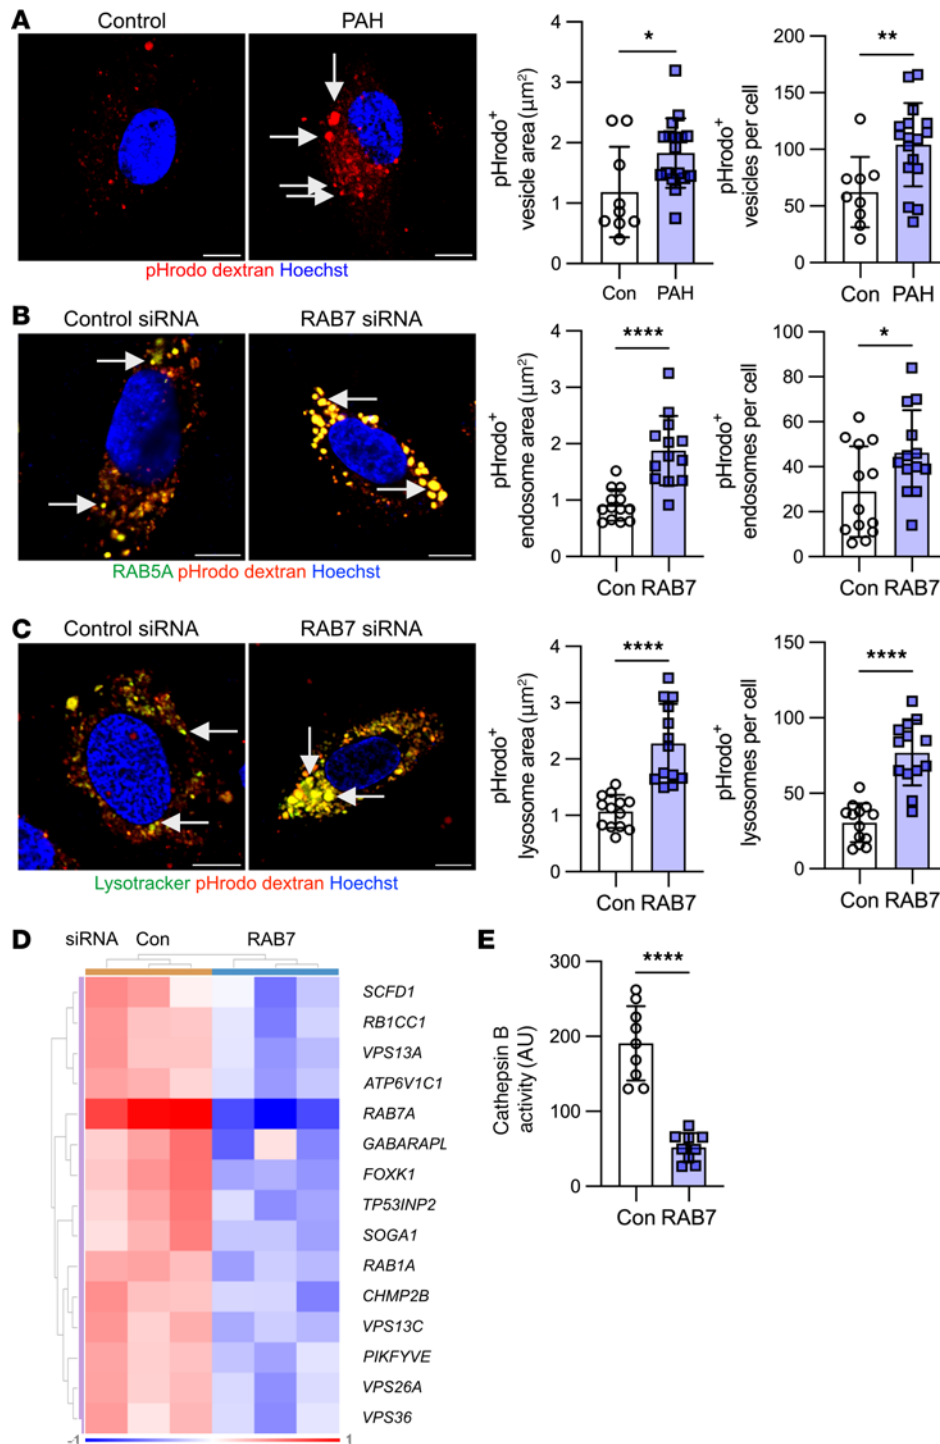 A
Control
PAH
pHrodo dextran Hoechst
pHrodo+
vesicle area (µm²)
4
3
2
1
0
*
Con PAH
pHrodo+
vesicles per cell
200
150
100
50
0
**
Con PAH
B
Control siRNA
RAB7 siRNA
RAB5A pHrodo dextran Hoechst
pHrodo+
endosome area (µm²)
4
3
2
1
0
****
Con RAB7
pHrodo+
endosomes per cell
100
80
60
40
20
0
*
Con RAB7
C
Control siRNA
RAB7 siRNA
Lysotracker pHrodo dextran Hoechst
pHrodo+
lysosome area (µm²)
4
3
2
1
0
****
Con RAB7
pHrodo+
lysosomes per cell
150
100
50
0
****
Con RAB7
D
siRNA Con RAB7
SCFD1
RB1CC1
VPS13A
ATP6V1C1
RAB7A
GABARAPL
FOXK1
TP53INP2
SOGA1
RAB1A
CHMP2B
VPS13C
PIKFYVE
VPS26A
VPS36
-1 1
E
Cathepsin B
activity (AU)
300
200
100
0
****
Con RAB7